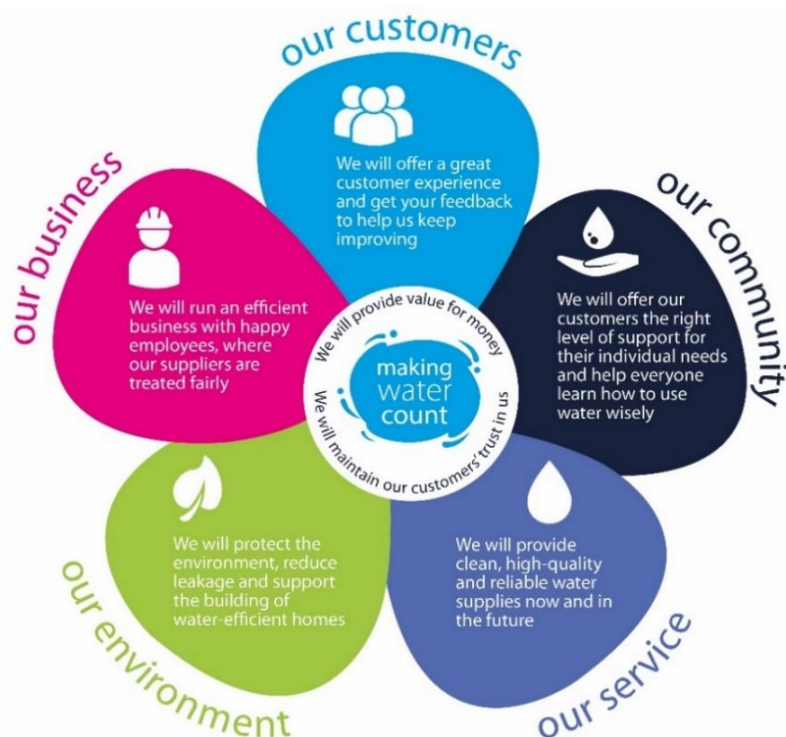 our customers
We will offer a great
customer experience
and get your feedback
to help us keep
improving
our community
We will offer our
customers the right
level of support for
their individual needs
and help everyone
learn how to use
water wisely
our service
We will provide
clean, high-quality
and reliable water
supplies now and in
the future
our environment
We will protect the
environment, reduce
leakage and support
the building of
water-efficient homes
our business
We will run an efficient
business with happy
employees, where
our suppliers are
treated fairly
We will provide value for money
making
water
count
We will maintain our customers' trust in us